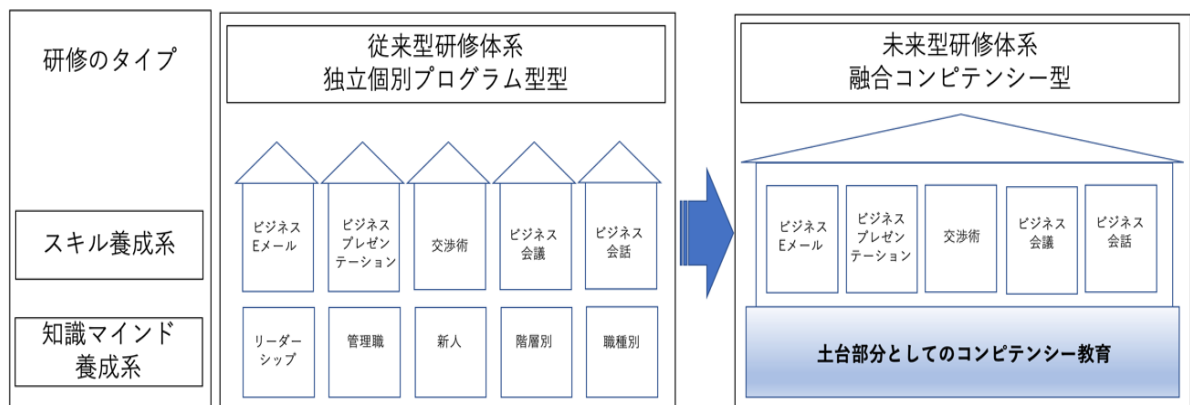 研修のタイプ
スキル養成系
知識マインド
養成系
従来型研修体系
独立個別プログラム型型
ビジネス
Eメール
ビジネス
プレゼン
テーション
交渉術
ビジネス
会議
ビジネス
会話
リーダー
シップ
管理職
新人
階層別
職種別
未来型研修体系
融合コンピテンシー型
ビジネス
Eメール
ビジネス
プレゼン
テーション
交渉術
ビジネス
会議
ビジネス
会話
土台部分としてのコンピテンシー教育